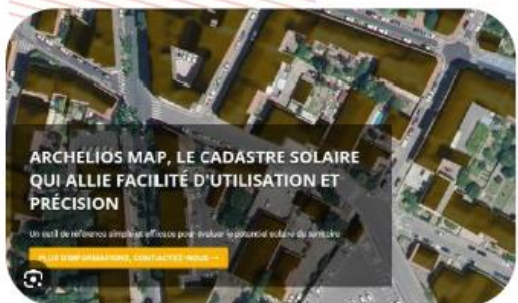 ARCHELIOS MAP, LE CADASTRE SOLAIRE
QUI ALLIE FACILITÉ D'UTILISATION ET
PRÉCISION
Un outil de référence simple et efficace pour évaluer le potentiel solaire du territoire
PLUS D'INFORMATIONS, CONTACTEZ-NOUS →